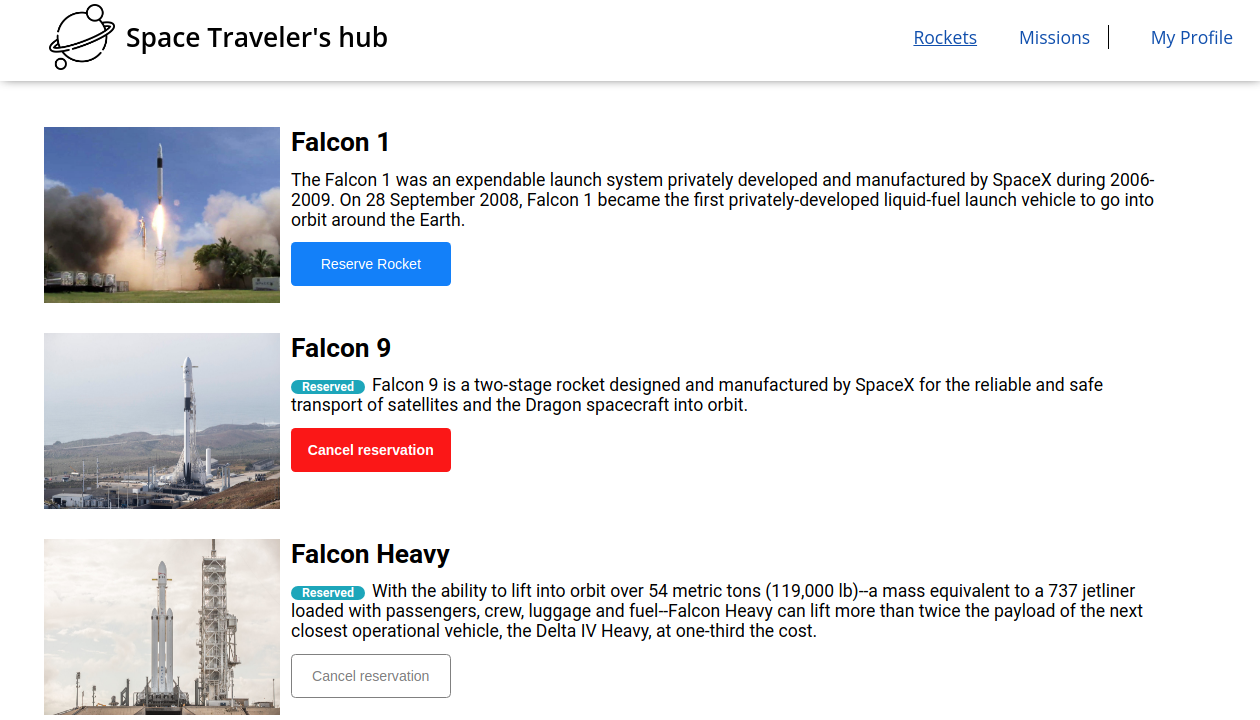 Space Traveler's hub
Rockets
Missions
My Profile
Falcon 1
The Falcon 1 was an expendable launch system privately developed and manufactured by SpaceX during 2006-
2009. On 28 September 2008, Falcon 1 became the first privately-developed liquid-fuel launch vehicle to go into
orbit around the Earth.
Reserve Rocket
Falcon 9
Reserved Falcon 9 is a two-stage rocket designed and manufactured by SpaceX for the reliable and safe
transport of satellites and the Dragon spacecraft into orbit.
Cancel reservation
Falcon Heavy
Reserved With the ability to lift into orbit over 54 metric tons (119,000 lb)--a mass equivalent to a 737 jetliner
loaded with passengers, crew, luggage and fuel--Falcon Heavy can lift more than twice the payload of the next
closest operational vehicle, the Delta IV Heavy, at one-third the cost.
Cancel reservation